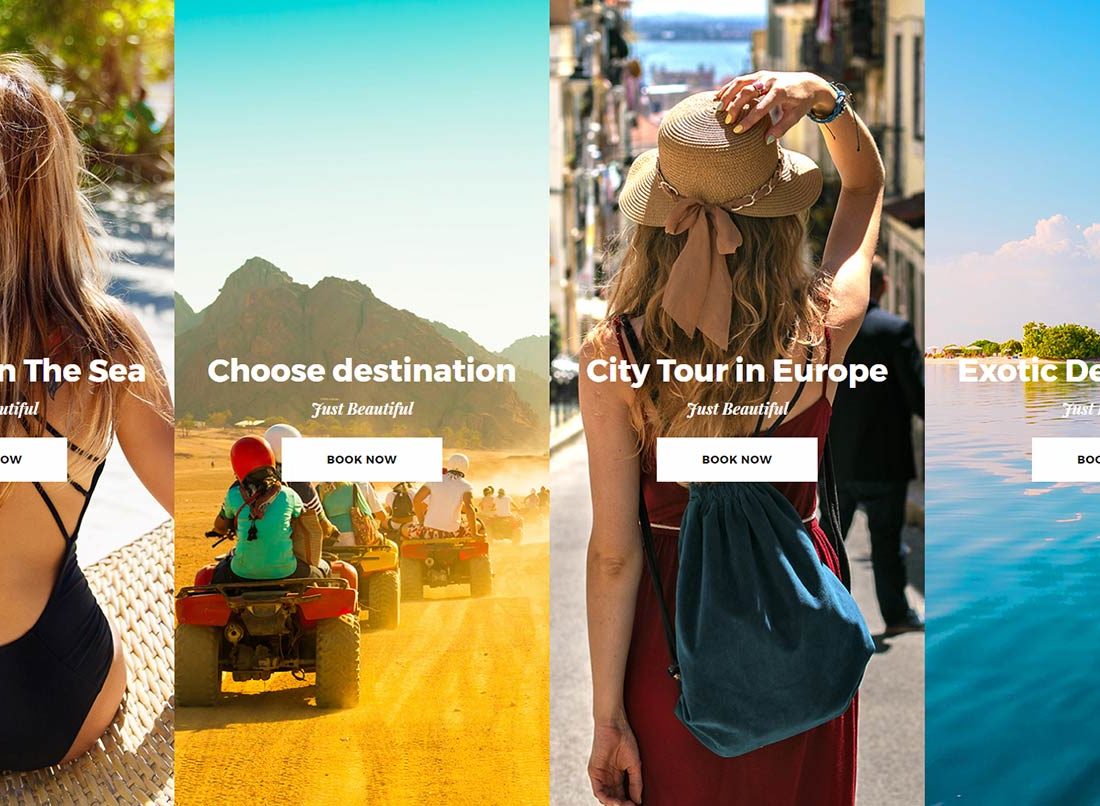 n The Sea
utiful
OW
Choose destination
Just Beautiful
BOOK NOW
City Tour in Europe
Just Beautiful
BOOK NOW
Exotic De
Just
BOO